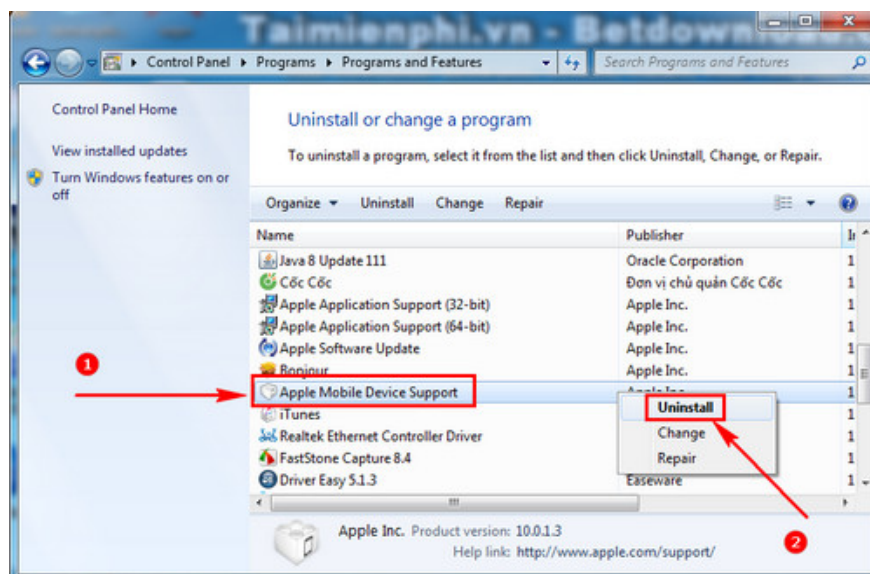 Taimienphi.vn - Betdownload
Control Panel ▸ Programs ▸ Programs and Features
Search Programs and Features
Control Panel Home
View installed updates
Turn Windows features on or
off
Uninstall or change a program
To uninstall a program, select it from the list and then click Uninstall, Change, or Repair.
Organize Uninstall Change Repair
Name Publisher
Java 8 Update 111 Oracle Corporation
Cốc Cốc Đơn vị chủ quản Cốc Cốc
Apple Application Support (32-bit) Apple Inc.
Apple Application Support (64-bit) Apple Inc.
Apple Software Update Apple Inc.
Bonjour Apple Inc.
1
Apple Mobile Device Support Apple Inc.
iTunes
Realtek Ethernet Controller Driver
FastStone Capture 8.4
Driver Easy 5.1.3 Easeware
Uninstall
Change
Repair
2
Apple Inc. Product version: 10.0.1.3
Help link: http://www.apple.com/support/